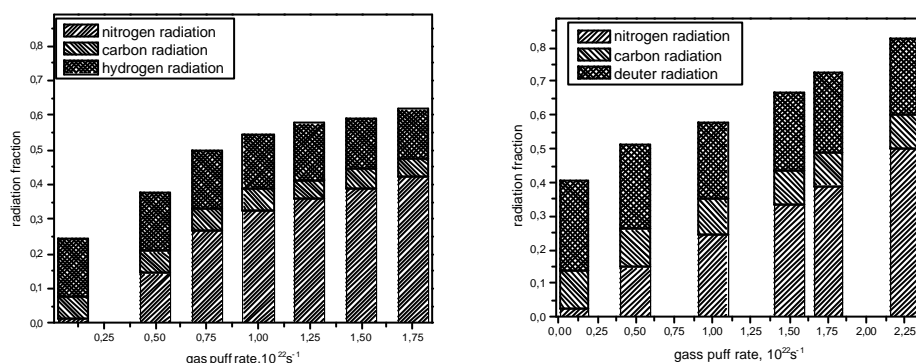 0,8
0,7
0,6
0,5
0,4
0,3
0,2
0,1
0,0
radiation fraction
nitrogen radiation
carbon radiation
hydrogen radiation
0,25 0,50 0,75 1,00 1,25 1,50 1,75
gas puff rate,10²²s⁻¹
0,8
0,7
0,6
0,5
0,4
0,3
0,2
0,1
0,0
radiation fraction
nitrogen radiation
carbon radiation
deuter radiation
0,00 0,25 0,50 0,75 1,00 1,25 1,50 1,75 2,00 2,25
gass puff rate, 10²²s⁻¹